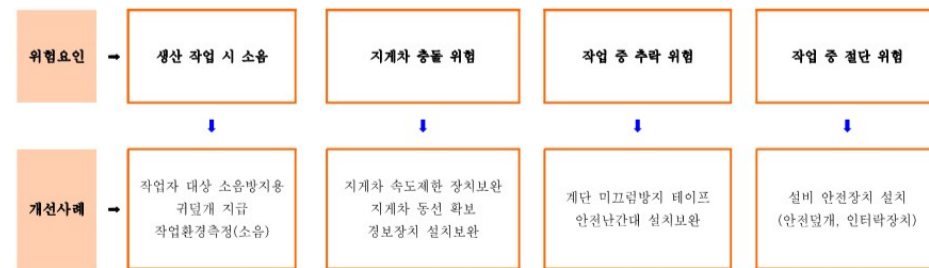 위험요인 ➡ 생산 작업 시 소음
지게차 충돌 위험
작업 중 추락 위험
작업 중 절단 위험
개선사례 ➡
작업자 대상 소음방지용
귀덮개 지급
작업환경측정(소음)
지게차 속도제한 장치보완
지게차 동선 확보
경보장치 설치보완
계단 미끄럼방지 테이프
안전난간대 설치보완
설비 안전장치 설치
(안전덮개, 인터락장치)